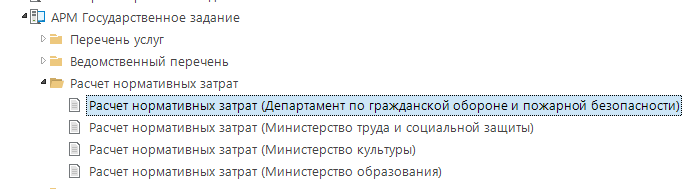 АРМ Государственное задание
Перечень услуг
Ведомственный перечень
Расчет нормативных затрат
Расчет нормативных затрат (Департамент по гражданской обороне и пожарной безопасности)
Расчет нормативных затрат (Министерство труда и социальной защиты)
Расчет нормативных затрат (Министерство культуры)
Расчет нормативных затрат (Министерство образования)